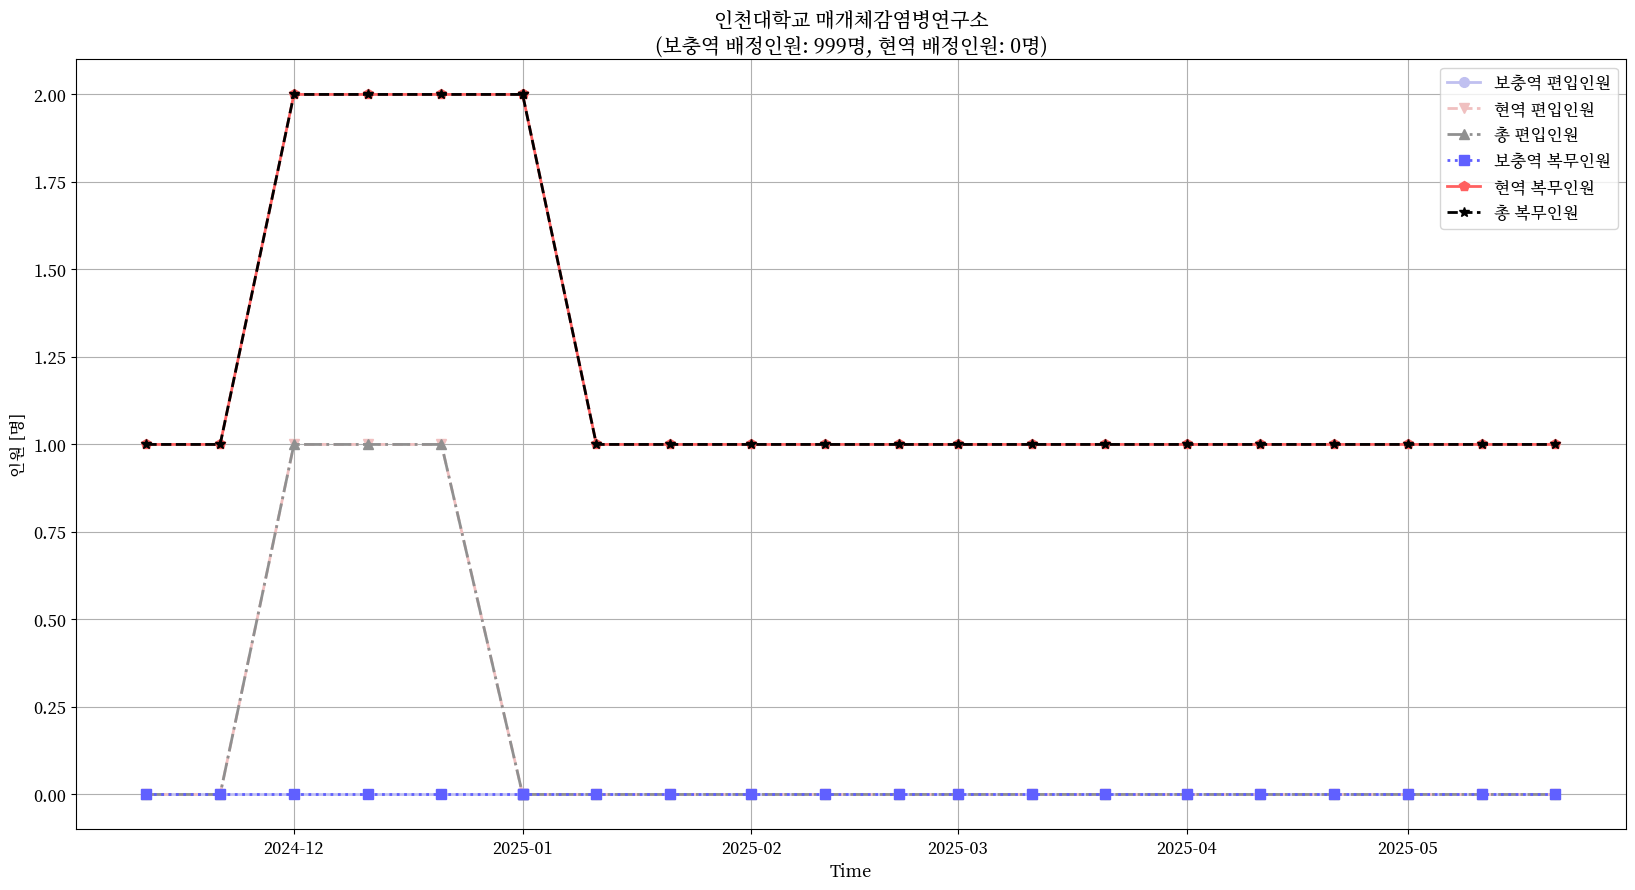 인천대학교 매개체감염병연구소
(보충역 배정인원: 999명, 현역 배정인원: 0명)
2.00
1.75
1.50
1.25
1.00
0.75
0.50
0.25
0.00
인원 [명]
보충역 편입인원
현역 편입인원
총 편입인원
보충역 복무인원
현역 복무인원
총 복무인원
2024-12
2025-01
2025-02
2025-03
2025-04
2025-05
Time